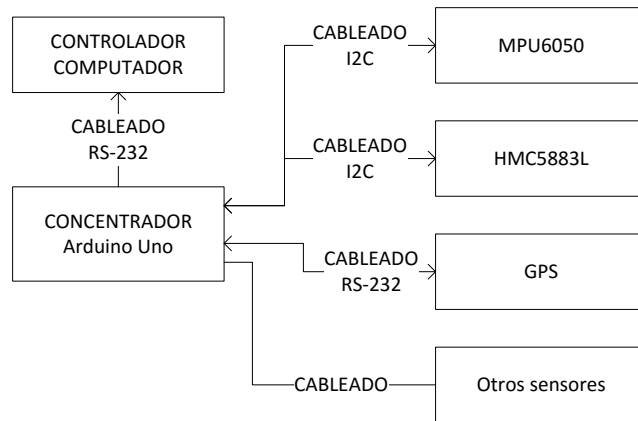 CONTROLADOR
COMPUTADOR
CABLEADO
RS-232
CONCENTRADOR
Arduino Uno
CABLEADO
I2C
MPU6050
CABLEADO
I2C
HMC5883L
CABLEADO
RS-232
GPS
CABLEADO
Otros sensores